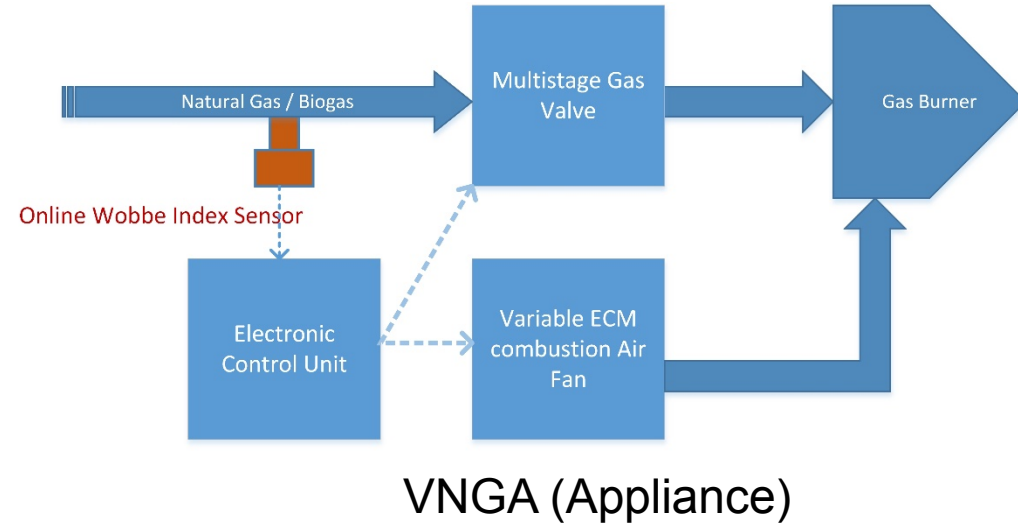 Natural Gas / Biogas
Multistage Gas
Valve
Gas Burner
Online Wobbe Index Sensor
Electronic
Control Unit
Variable ECM
combustion Air
Fan
VNGA (Appliance)